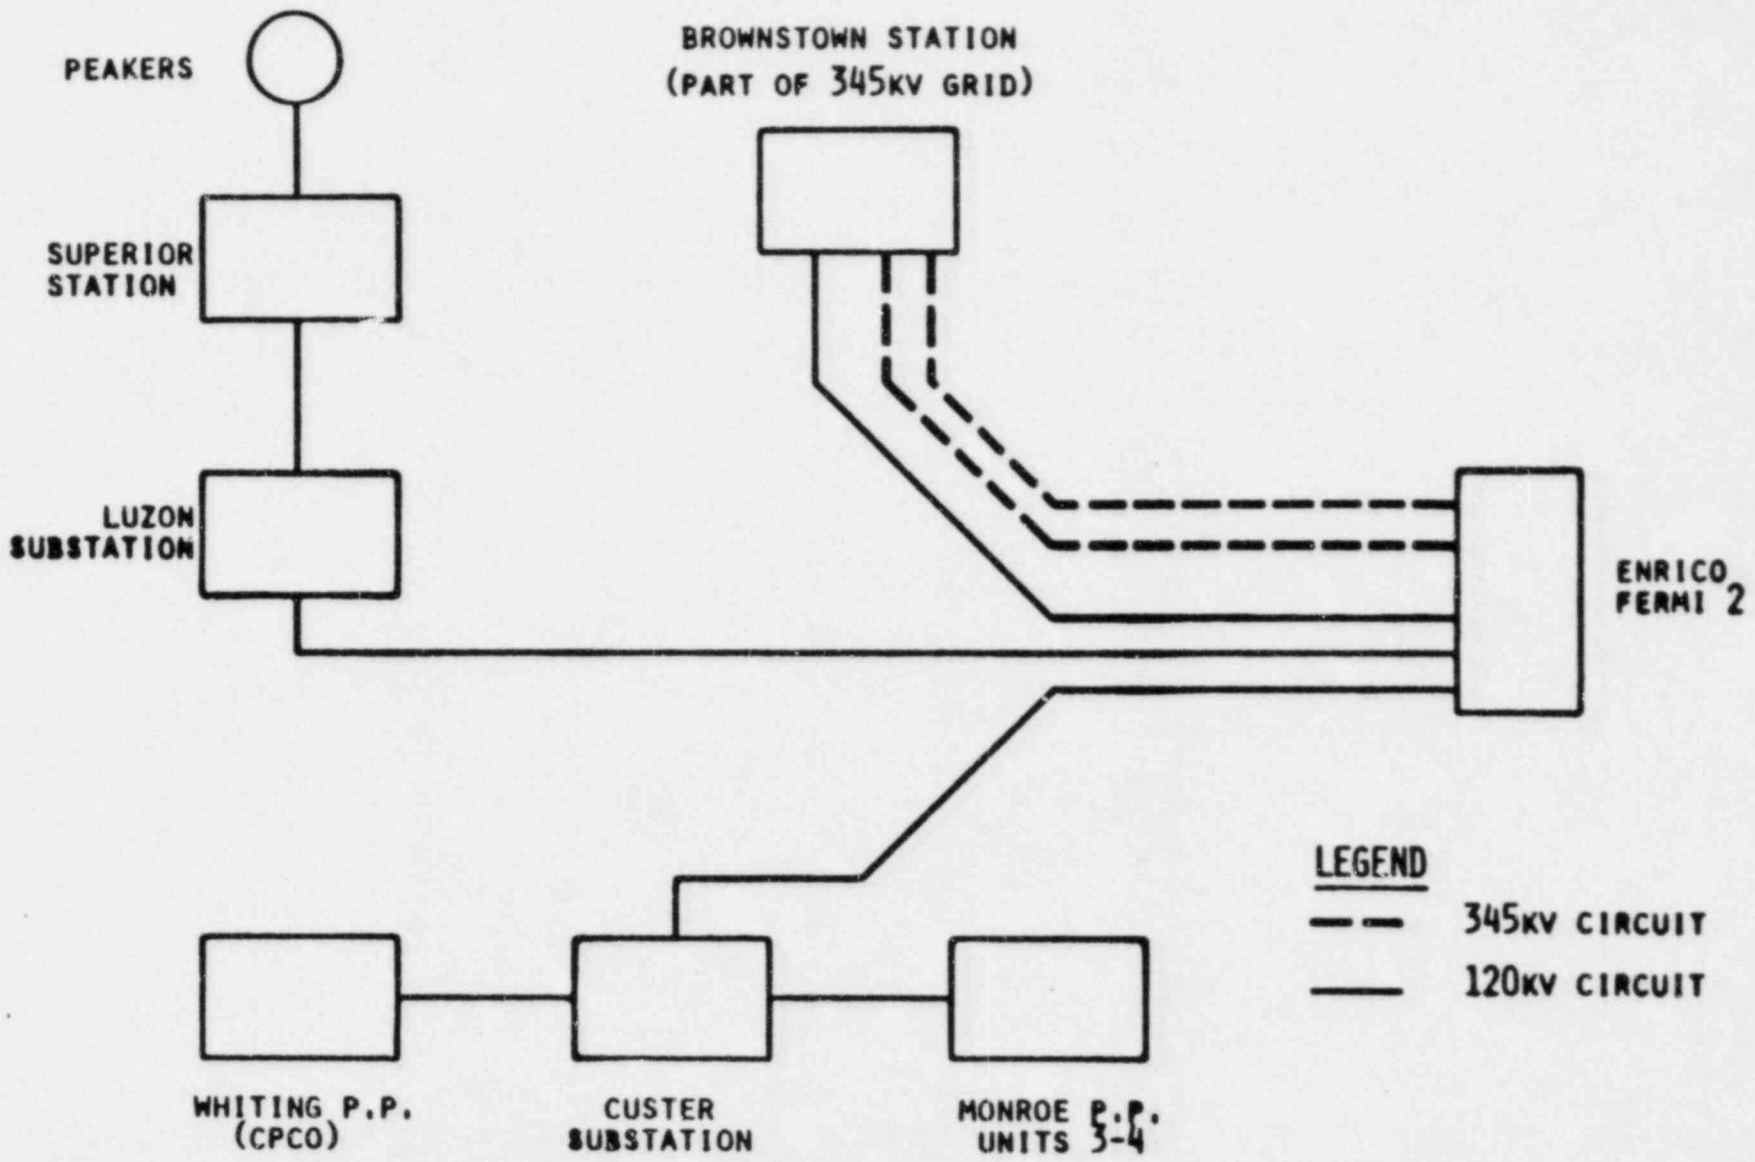 PEAKERS
BROWNSTOWN STATION
(PART OF 345KV GRID)
SUPERIOR
STATION
LUZON
SUBSTATION
ENRICO
FERMI 2
LEGEND
345KV CIRCUIT
120KV CIRCUIT
WHITING P.P.
(CPCO)
CUSTER
SUBSTATION
MONROE P.P.
UNITS 3-4